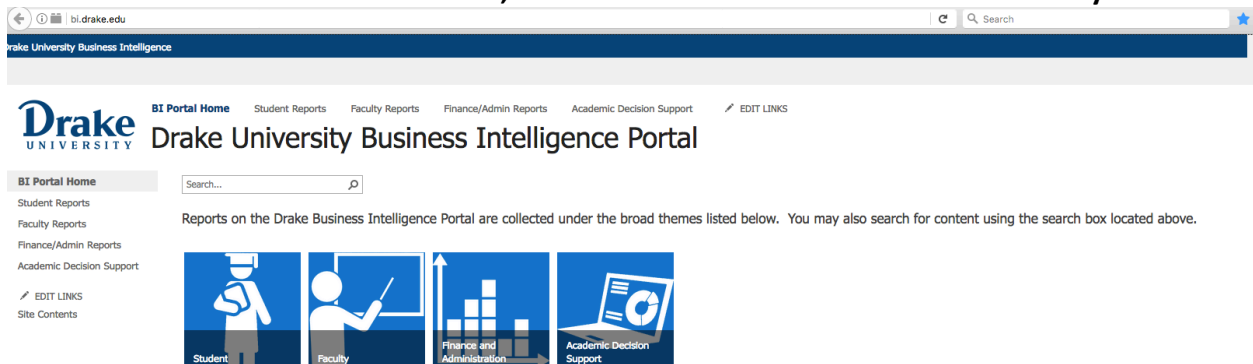 bi.drake.edu
Search
Drake University Business Intelligence
BI Portal Home Student Reports Faculty Reports Finance/Admin Reports Academic Decision Support EDIT LINKS
Drake
UNIVERSITY
Drake University Business Intelligence Portal
BI Portal Home
Student Reports
Faculty Reports
Finance/Admin Reports
Academic Decision Support
EDIT LINKS
Site Contents
Search...
Reports on the Drake Business Intelligence Portal are collected under the broad themes listed below. You may also search for content using the search box located above.
Student
Faculty
Finance and
Administration
Academic Decision
Support